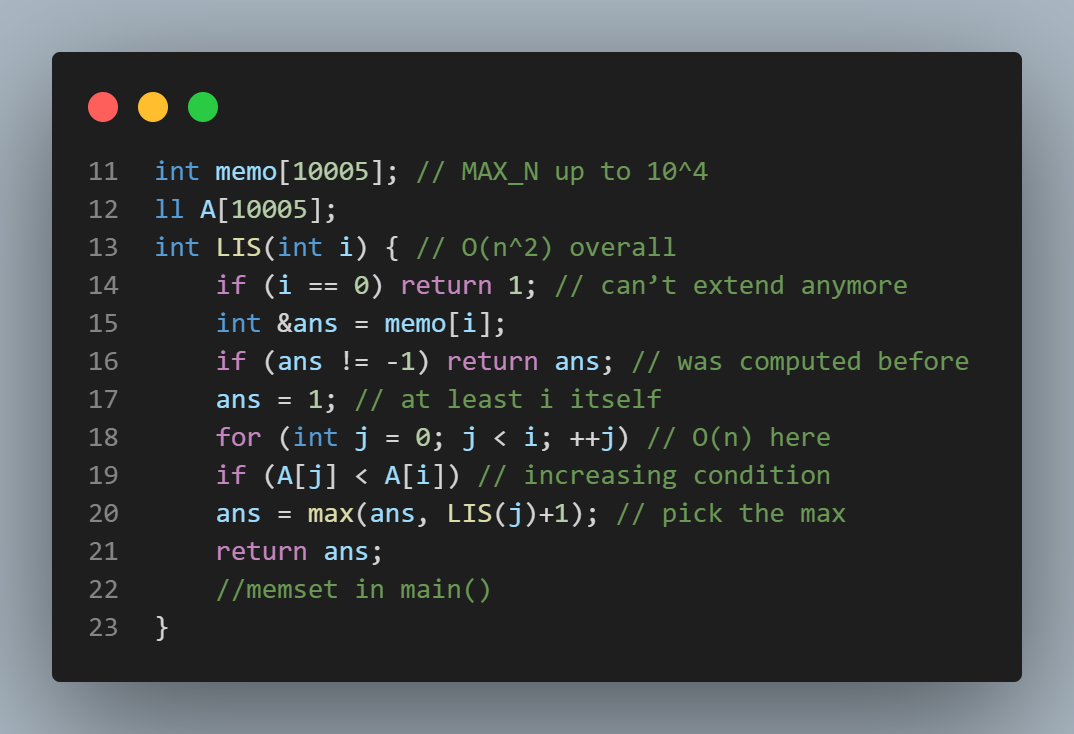 11 int memo[10005]; // MAX_N up to 10^4
12 ll A[10005];
13 int LIS(int i) { // O(n^2) overall
14     if (i == 0) return 1; // can’t extend anymore
15     int &ans = memo[i];
16     if (ans != -1) return ans; // was computed before
17     ans = 1; // at least i itself
18     for (int j = 0; j < i; ++j) // O(n) here
19     if (A[j] < A[i]) // increasing condition
20     ans = max(ans, LIS(j)+1); // pick the max
21     return ans;
22     //memset in main()
23 }